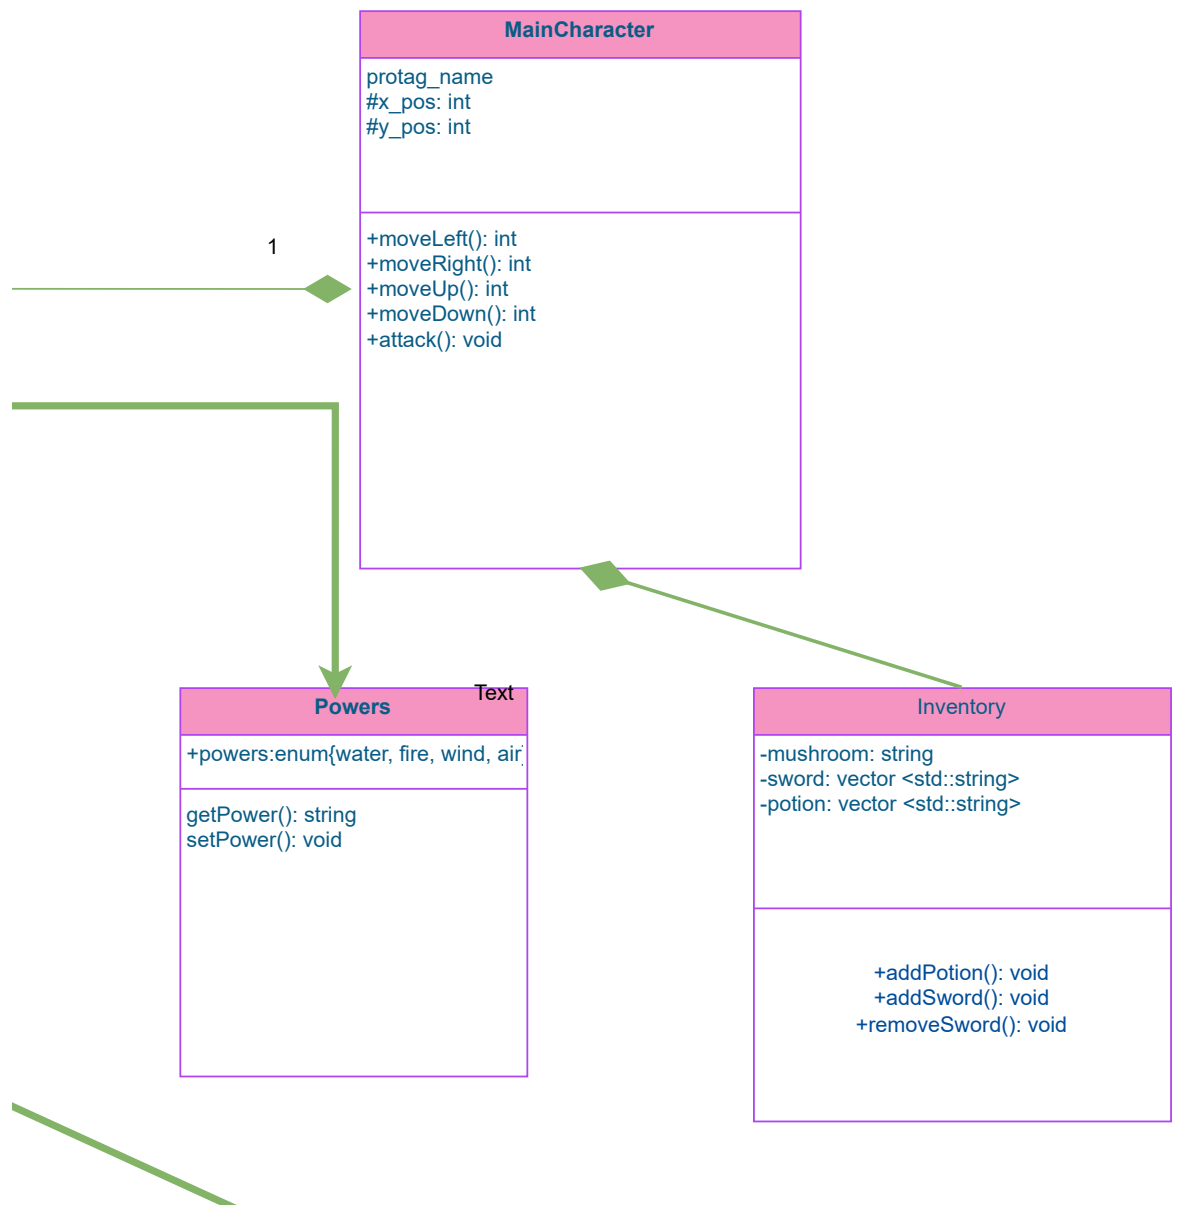 MainCharacter
protag_name
#x_pos: int
#y_pos: int
1
+moveLeft(): int
+moveRight(): int
+moveUp(): int
+moveDown(): int
+attack(): void
Text
Powers
+powers:enum{water, fire, wind, air}
getPower(): string
setPower(): void
Inventory
-mushroom: string
-sword: vector <std::string>
-potion: vector <std::string>
+addPotion(): void
+addSword(): void
+removeSword(): void